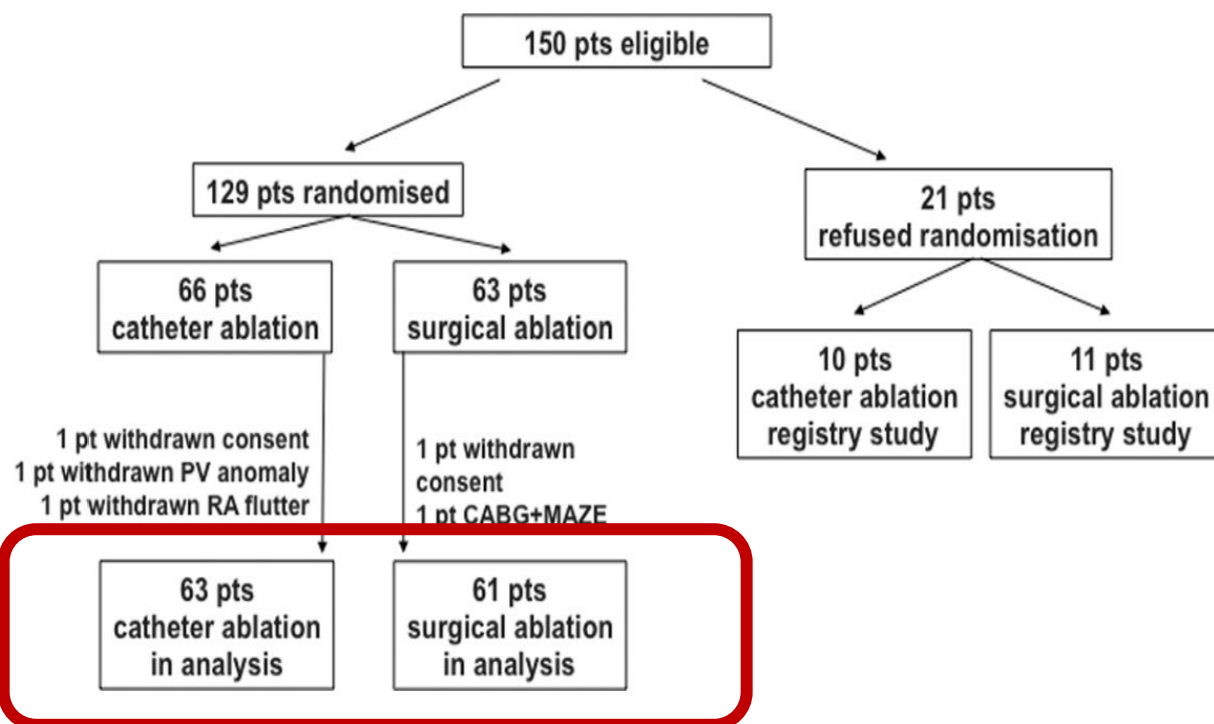 150 pts eligible
129 pts randomised
21 pts
refused randomisation
66 pts
catheter ablation
63 pts
surgical ablation
10 pts
catheter ablation
registry study
11 pts
surgical ablation
registry study
1 pt withdrawn consent
1 pt withdrawn PV anomaly
1 pt withdrawn RA flutter
1 pt withdrawn
consent
1 pt CABG+MAZE
63 pts
catheter ablation
in analysis
61 pts
surgical ablation
in analysis